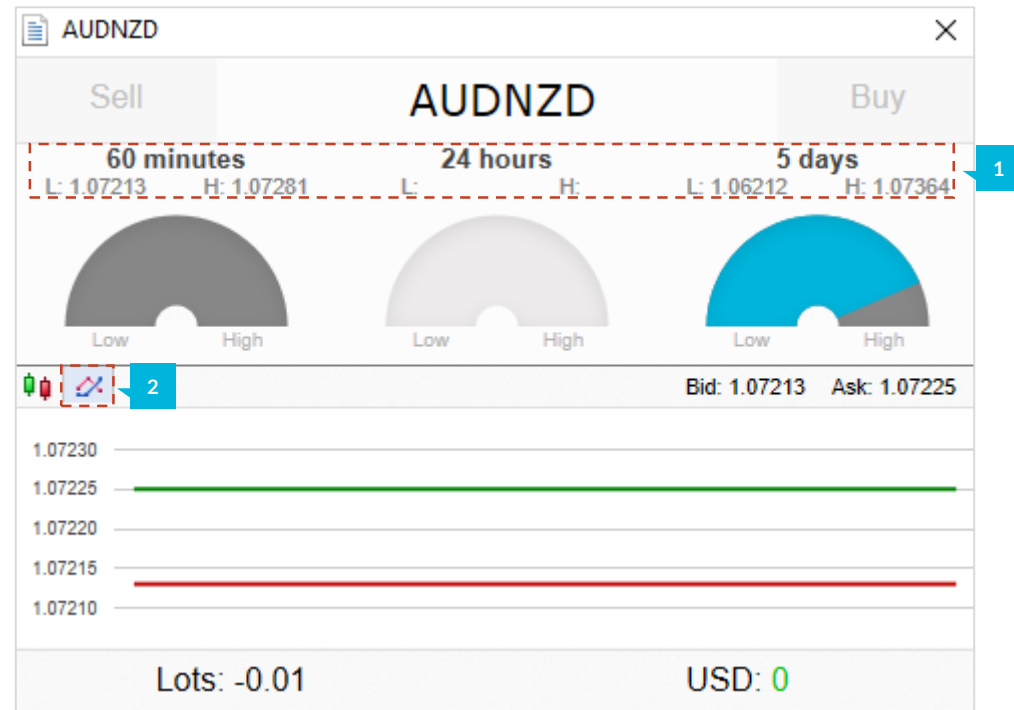 AUDNZD
Sell AUDNZD Buy
60 minutes 24 hours 5 days
L: 1.07213 H: 1.07281 L: H: L: 1.06212 H: 1.07364
1
Low High Low High Low High
2 Bid: 1.07213 Ask: 1.07225
1.07230
1.07225
1.07220
1.07215
1.07210
Lots: -0.01 USD: 0